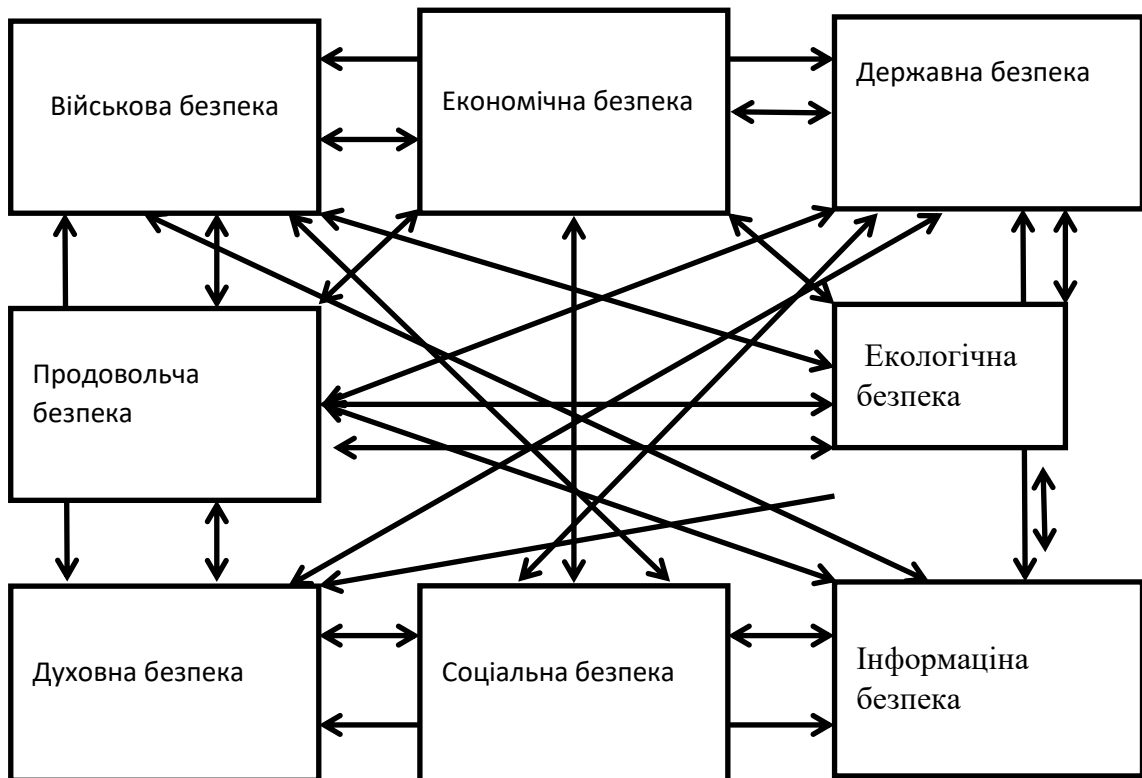 Військова безпека
Економічна безпека
Державна безпека
Продовольча
безпека
Екологічна
безпека
Духовна безпека
Соціальна безпека
Інформаціна
безпека